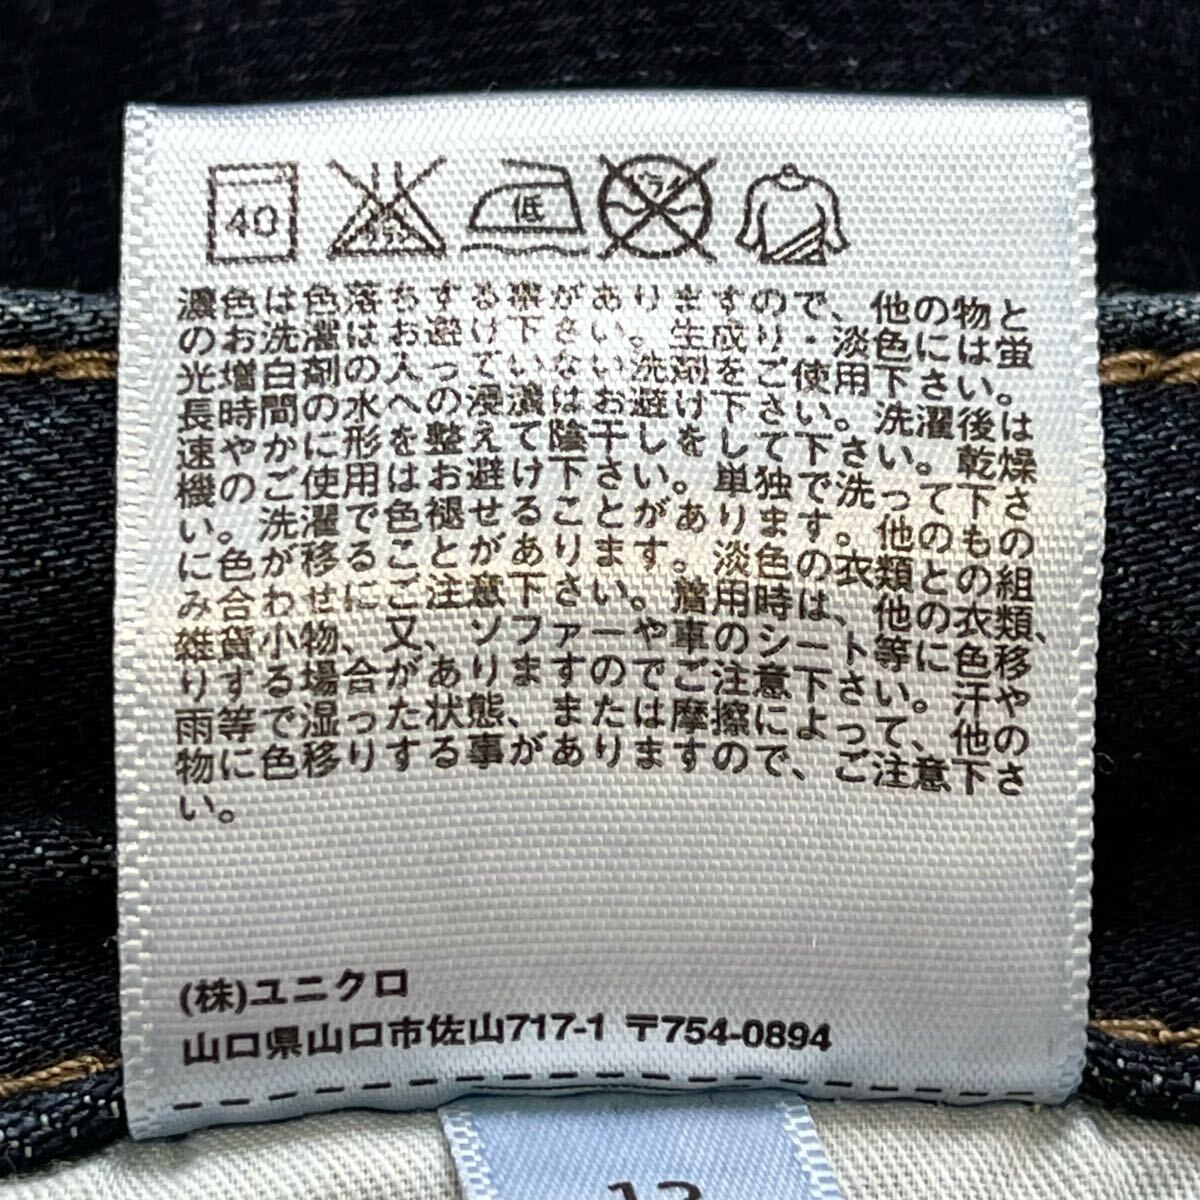 40 エンソサラシ 低 ドライ
濃色は色落ちする事がありますので、他の物と
のお洗濯はお避け下さい。生成り・淡色には蛍
光増白剤の入っていない洗剤をご使用下さい。
長時間の水への浸漬はお避け下さい。洗濯後は
速やかに形を整えて陰干しをして下さい。乾燥
機のご使用はお避け下さい。単独で洗って下さ
い。洗濯で色褪せることがあります。他のもの
に色が移ることがあります。淡色の衣類との組
み合わせにご注意下さい。着用時は、他の衣類、
雑貨小物、又、ソファーや車のシート等に色移
りする場合がありますのでご注意下さい。汗や
雨等で湿った状態、または摩擦によって、他の
物に色移りする事がありますので、ご注意下さ
い。
(株)ユニクロ
山口県山口市佐山717-1 〒754-0894